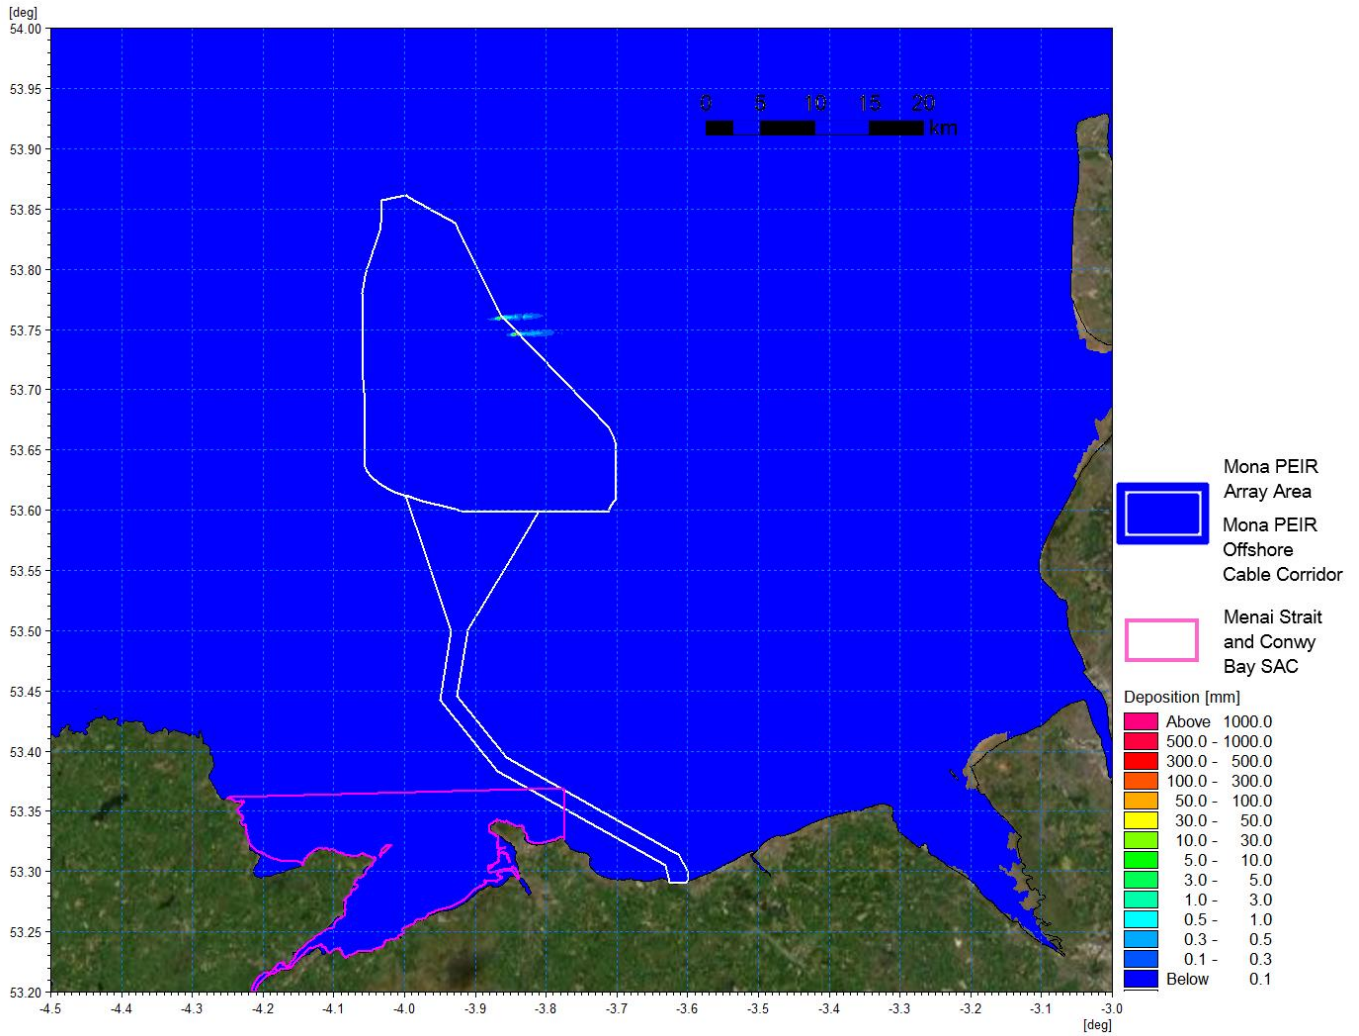 [deg]
54.00
53.95
53.90
53.85
53.80
53.75
53.70
53.65
53.60
53.55
53.50
53.45
53.40
53.35
53.30
53.25
53.20
0 5 10 15 20
km
-4.5 -4.4 -4.3 -4.2 -4.1 -4.0 -3.9 -3.8 -3.7 -3.6 -3.5 -3.4 -3.3 -3.2 -3.1 -3.0
[deg]
Mona PEIR
Array Area
Mona PEIR
Offshore
Cable Corridor
Menai Strait
and Conwy
Bay SAC
Deposition [mm]
Above 1000.0
500.0 - 1000.0
300.0 - 500.0
100.0 - 300.0
50.0 - 100.0
30.0 - 50.0
10.0 - 30.0
5.0 - 10.0
3.0 - 5.0
1.0 - 3.0
0.5 - 1.0
0.3 - 0.5
0.1 - 0.3
Below 0.1